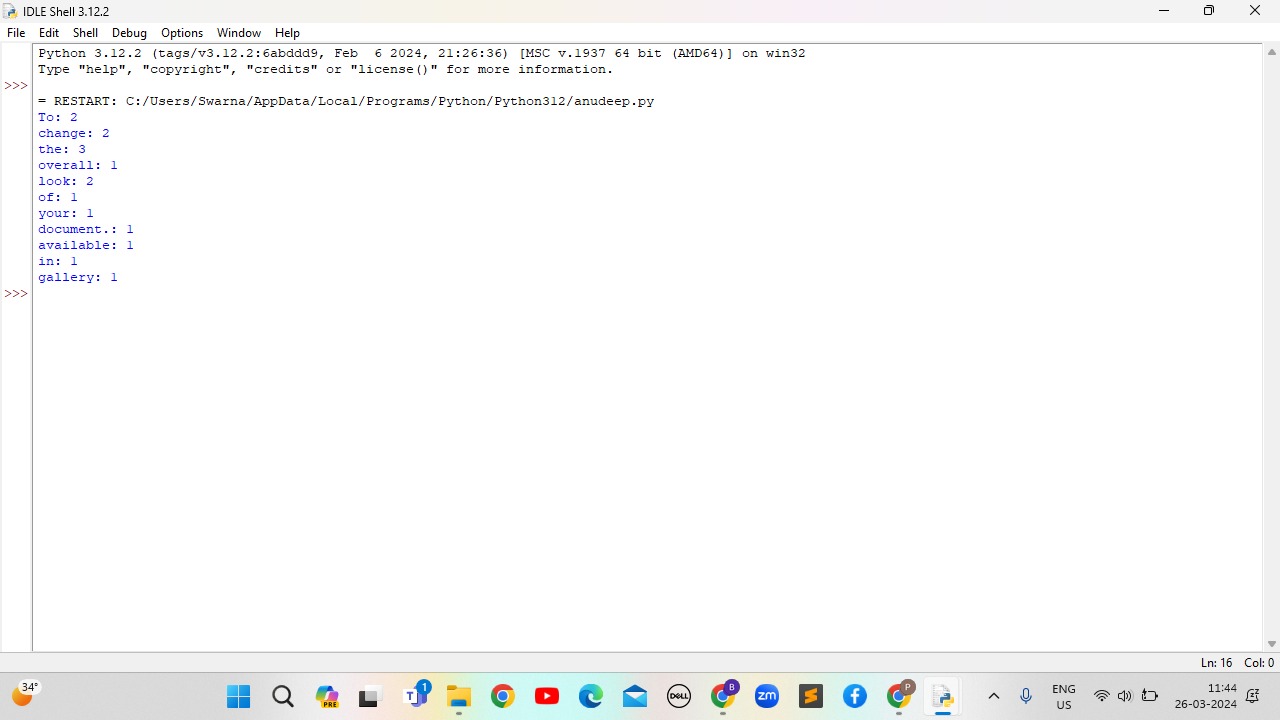 IDLE Shell 3.12.2
File Edit Shell Debug Options Window Help
Python 3.12.2 (tags/v3.12.2:6abddd9, Feb  6 2024, 21:26:36) [MSC v.1937 64 bit (AMD64)] on win32
Type "help", "copyright", "credits" or "license()" for more information.
>>>
= RESTART: C:/Users/Swarna/AppData/Local/Programs/Python/Python312/anudeep.py
To: 2
change: 2
the: 3
overall: 1
look: 2
of: 1
your: 1
document.: 1
available: 1
in: 1
gallery: 1
>>>
Ln: 16 Col: 0
34°
PRE
T 1
DELL
B
zm
P
ENG
US
11:44
26-03-2024